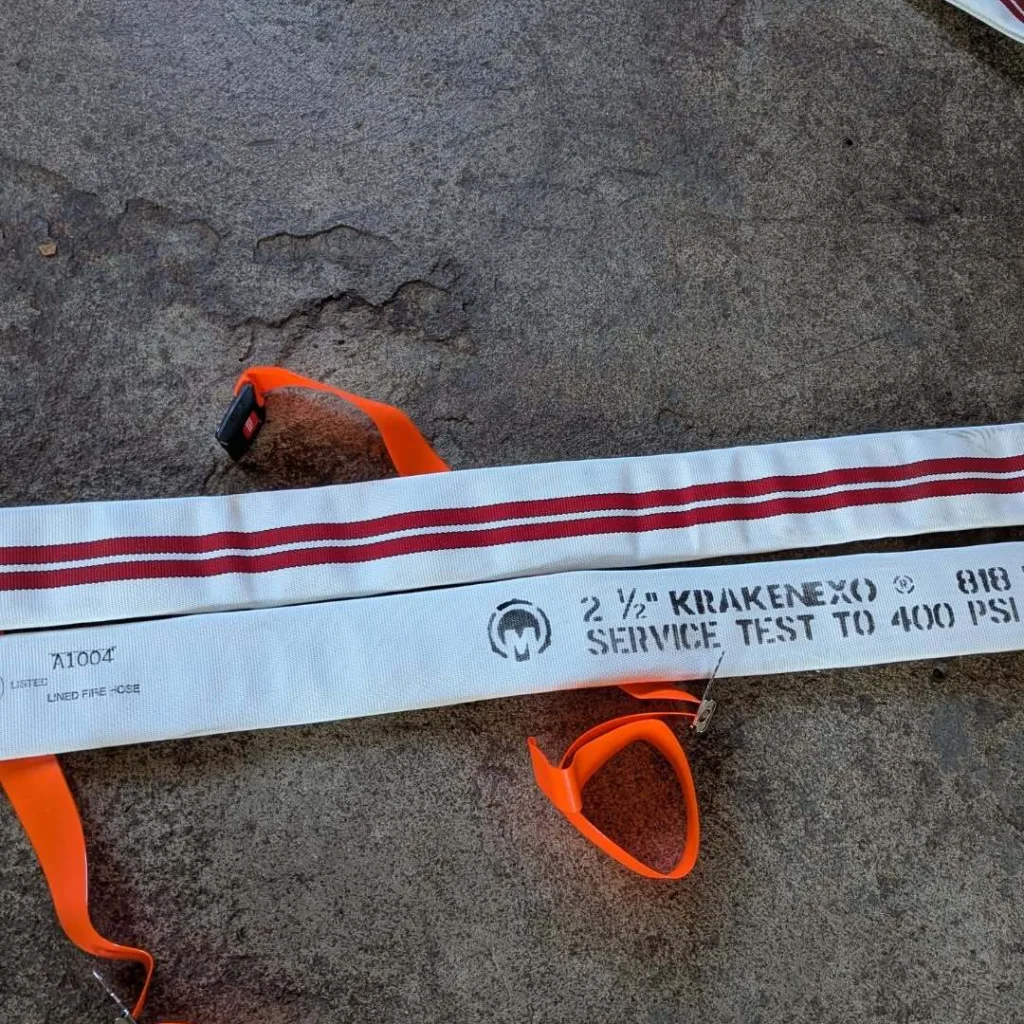 2 ½" KRAKENEXO ® 818
SERVICE TEST TO 400 PSI
A1004
LISTED
LINED FIRE HOSE